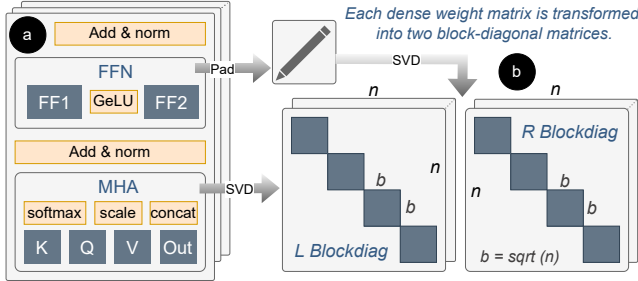 a
Add & norm
FFN
FF1
GeLU
FF2
Add & norm
MHA
softmax
scale
concat
K
Q
V
Out
Pad
SVD
Each dense weight matrix is transformed
into two block-diagonal matrices.
SVD
b
n
n
b
b
L Blockdiag
n
n
R Blockdiag
b
b
b = sqrt (n)